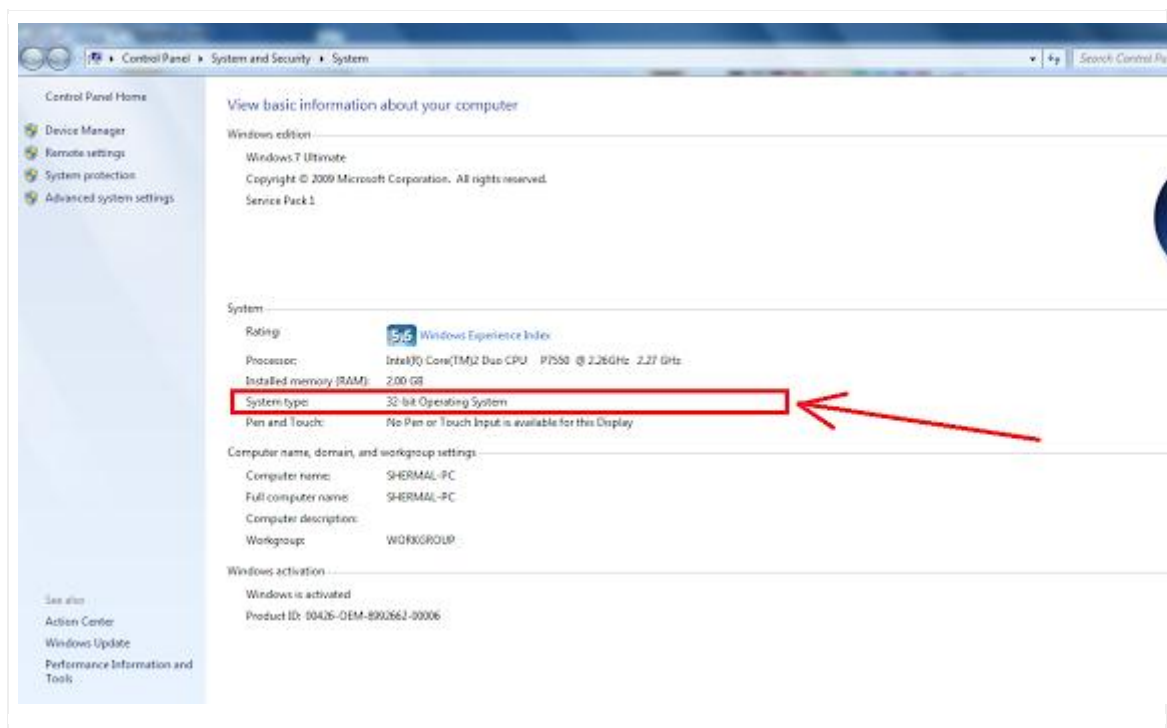 Control Panel ▸ System and Security ▸ System
Search Control Pa
Control Panel Home
Device Manager
Remote settings
System protection
Advanced system settings
View basic information about your computer
Windows edition
Windows 7 Ultimate
Copyright © 2009 Microsoft Corporation. All rights reserved.
Service Pack 1
System
Rating: 5.6 Windows Experience Index
Processor: Intel(R) Core(TM)2 Duo CPU P7550 @ 2.26GHz 2.27 GHz
Installed memory (RAM): 2.00 GB
System type: 32-bit Operating System
Pen and Touch: No Pen or Touch Input is available for this Display
Computer name, domain, and workgroup settings
Computer name: SHERMAL-PC
Full computer name: SHERMAL-PC
Computer description:
Workgroup: WORKGROUP
Windows activation
Windows is activated
Product ID: 00426-OEM-8992662-00006
See also
Action Center
Windows Update
Performance Information and
Tools